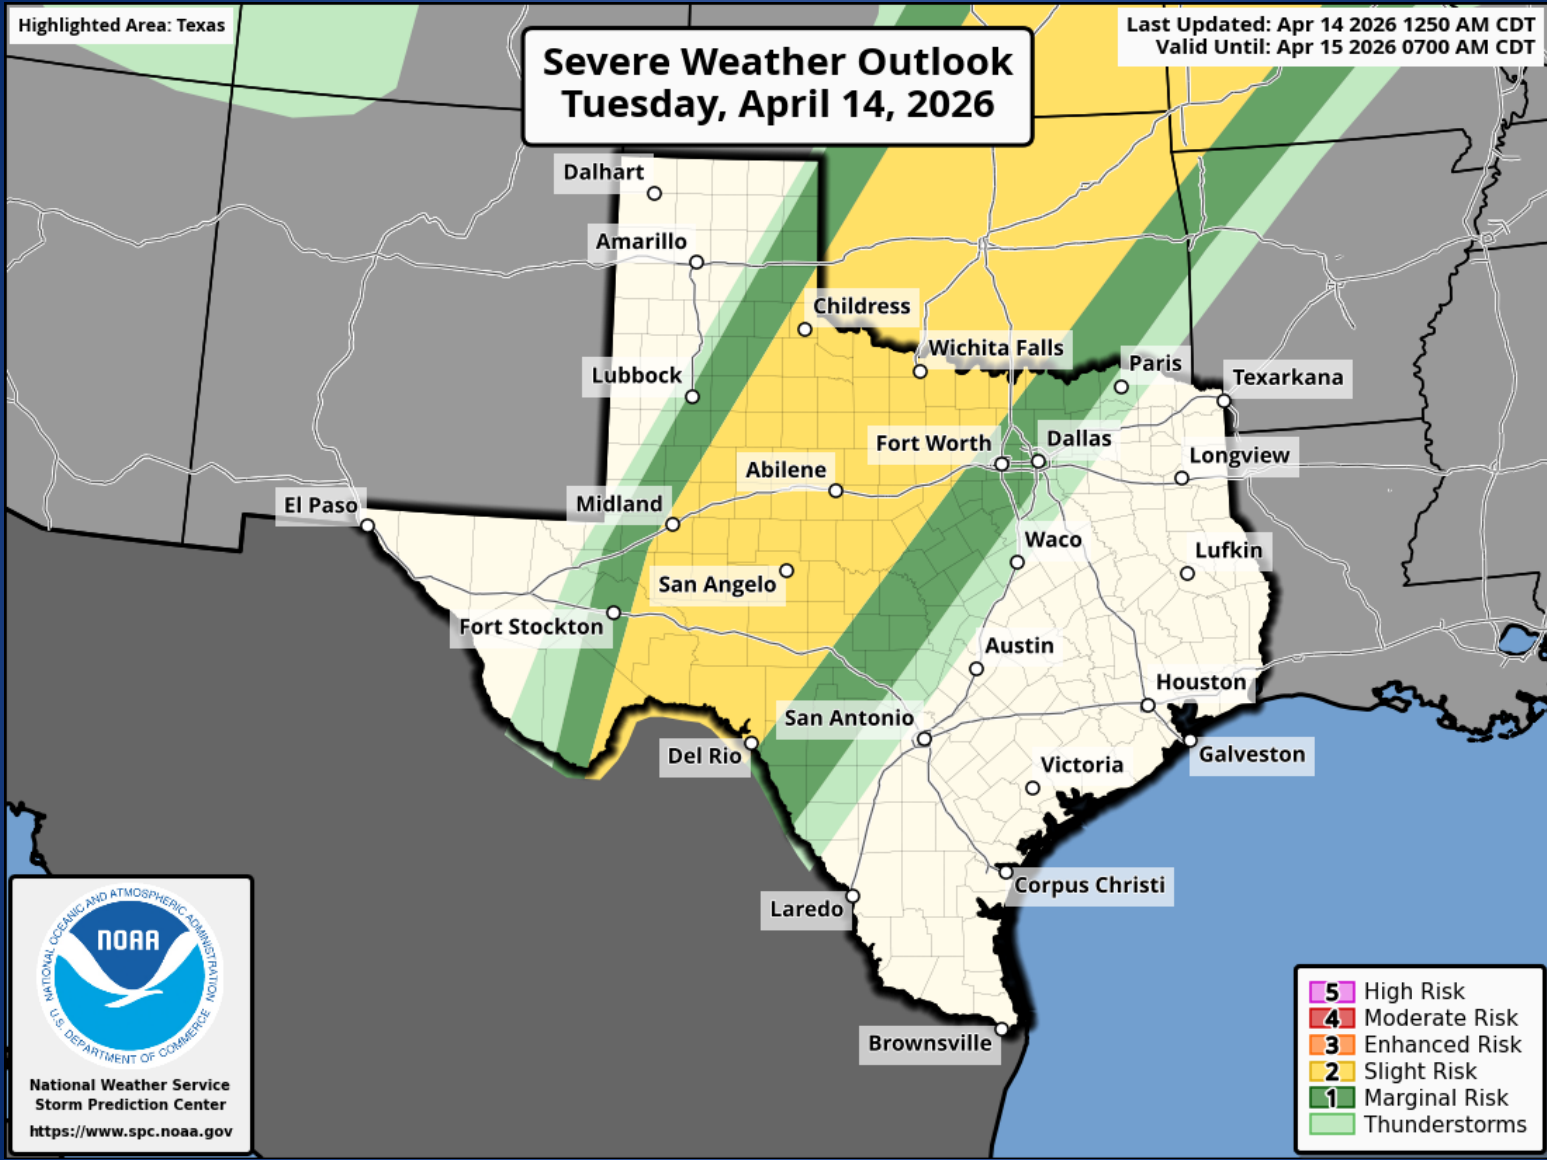 Highlighted Area: Texas
Severe Weather Outlook
Tuesday, April 14, 2026
Last Updated: Apr 14 2026 1250 AM CDT
Valid Until: Apr 15 2026 0700 AM CDT
Dalhart
Amarillo
Childress
Wichita Falls
Paris
Lubbock
Texarkana
Fort Worth
Dallas
Abilene
Longview
Midland
El Paso
Waco
Lufkin
San Angelo
Fort Stockton
Austin
Houston
San Antonio
Del Rio
Galveston
Victoria
Corpus Christi
Laredo
Brownsville
NATIONAL OCEANIC AND ATMOSPHERIC ADMINISTRATION
NOAA
U.S. DEPARTMENT OF COMMERCE
National Weather Service
Storm Prediction Center
https://www.spc.noaa.gov
5 High Risk
4 Moderate Risk
3 Enhanced Risk
2 Slight Risk
1 Marginal Risk
Thunderstorms